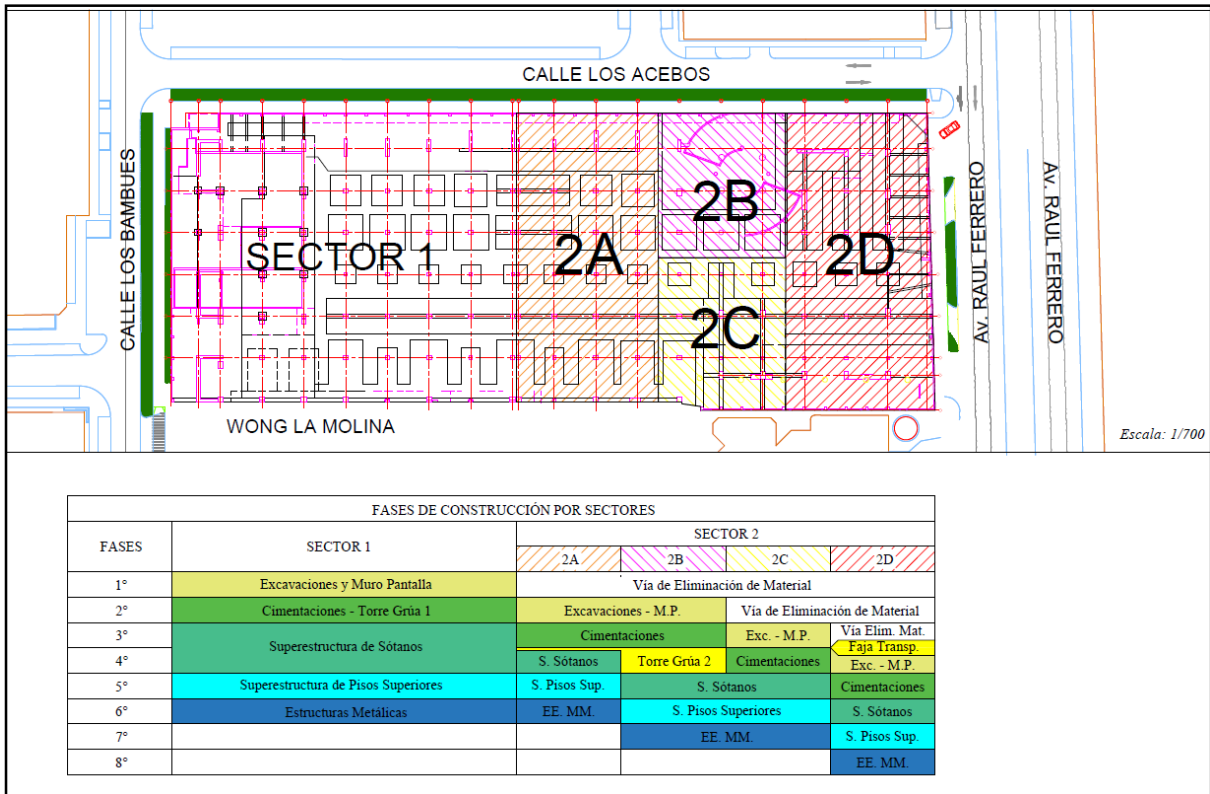 CALLE LOS ACEBOS
CALLE LOS BAMBUES
SECTOR 1
2A
2B
2C
2D
Av. RAUL FERRERO
Av. RAUL FERRERO
WONG LA MOLINA
Escala: 1/700
FASES DE CONSTRUCCIÓN POR SECTORES
FASES SECTOR 1 SECTOR 2
2A 2B 2C 2D
1° Excavaciones y Muro Pantalla Vía de Eliminación de Material
2° Cimentaciones - Torre Grúa 1 Excavaciones - M.P. Vía de Eliminación de Material
3° Superestructura de Sótanos Cimentaciones Exc. - M.P. Vía Elim. Mat.
Faja Transp.
4° S. Sótanos Torre Grúa 2 Cimentaciones Exc. - M.P.
5° Superestructura de Pisos Superiores S. Pisos Sup. S. Sótanos Cimentaciones
6° Estructuras Metálicas EE. MM. S. Pisos Superiores S. Sótanos
7° EE. MM. S. Pisos Sup.
8° EE. MM.